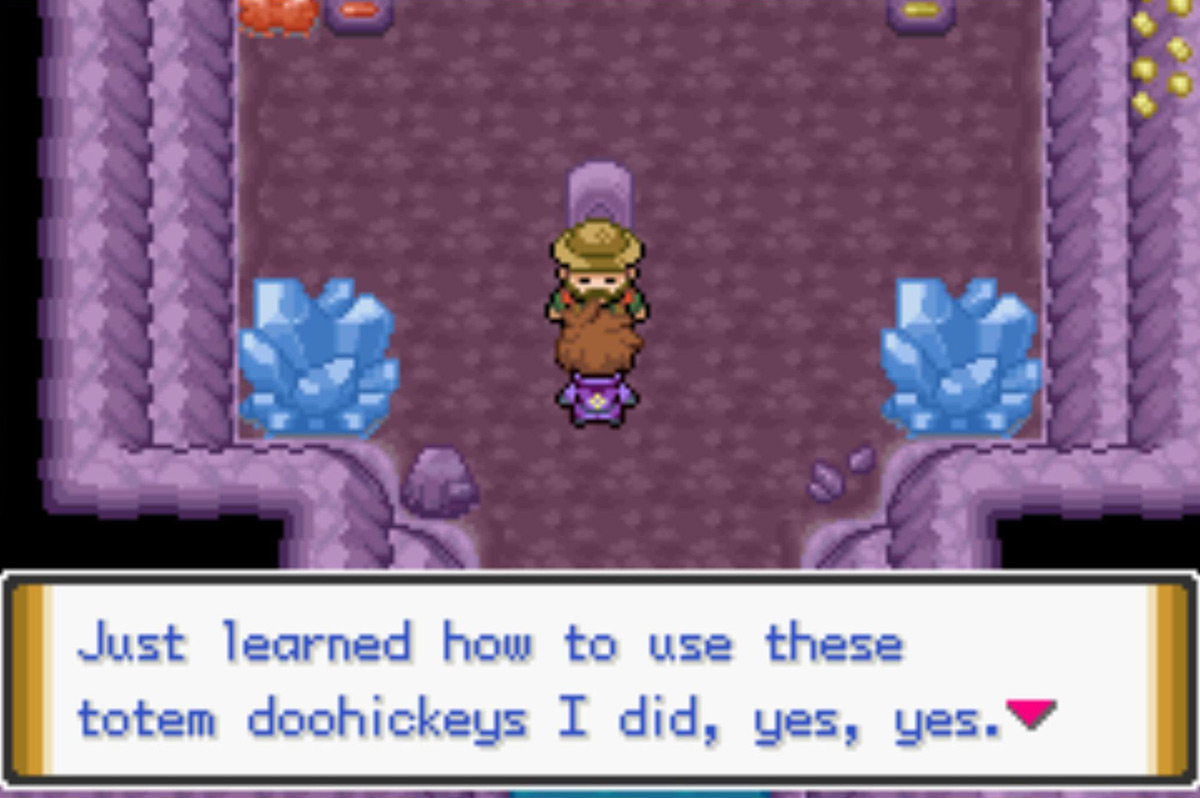 Just learned how to use these
totem doohickeys I did, yes, yes.